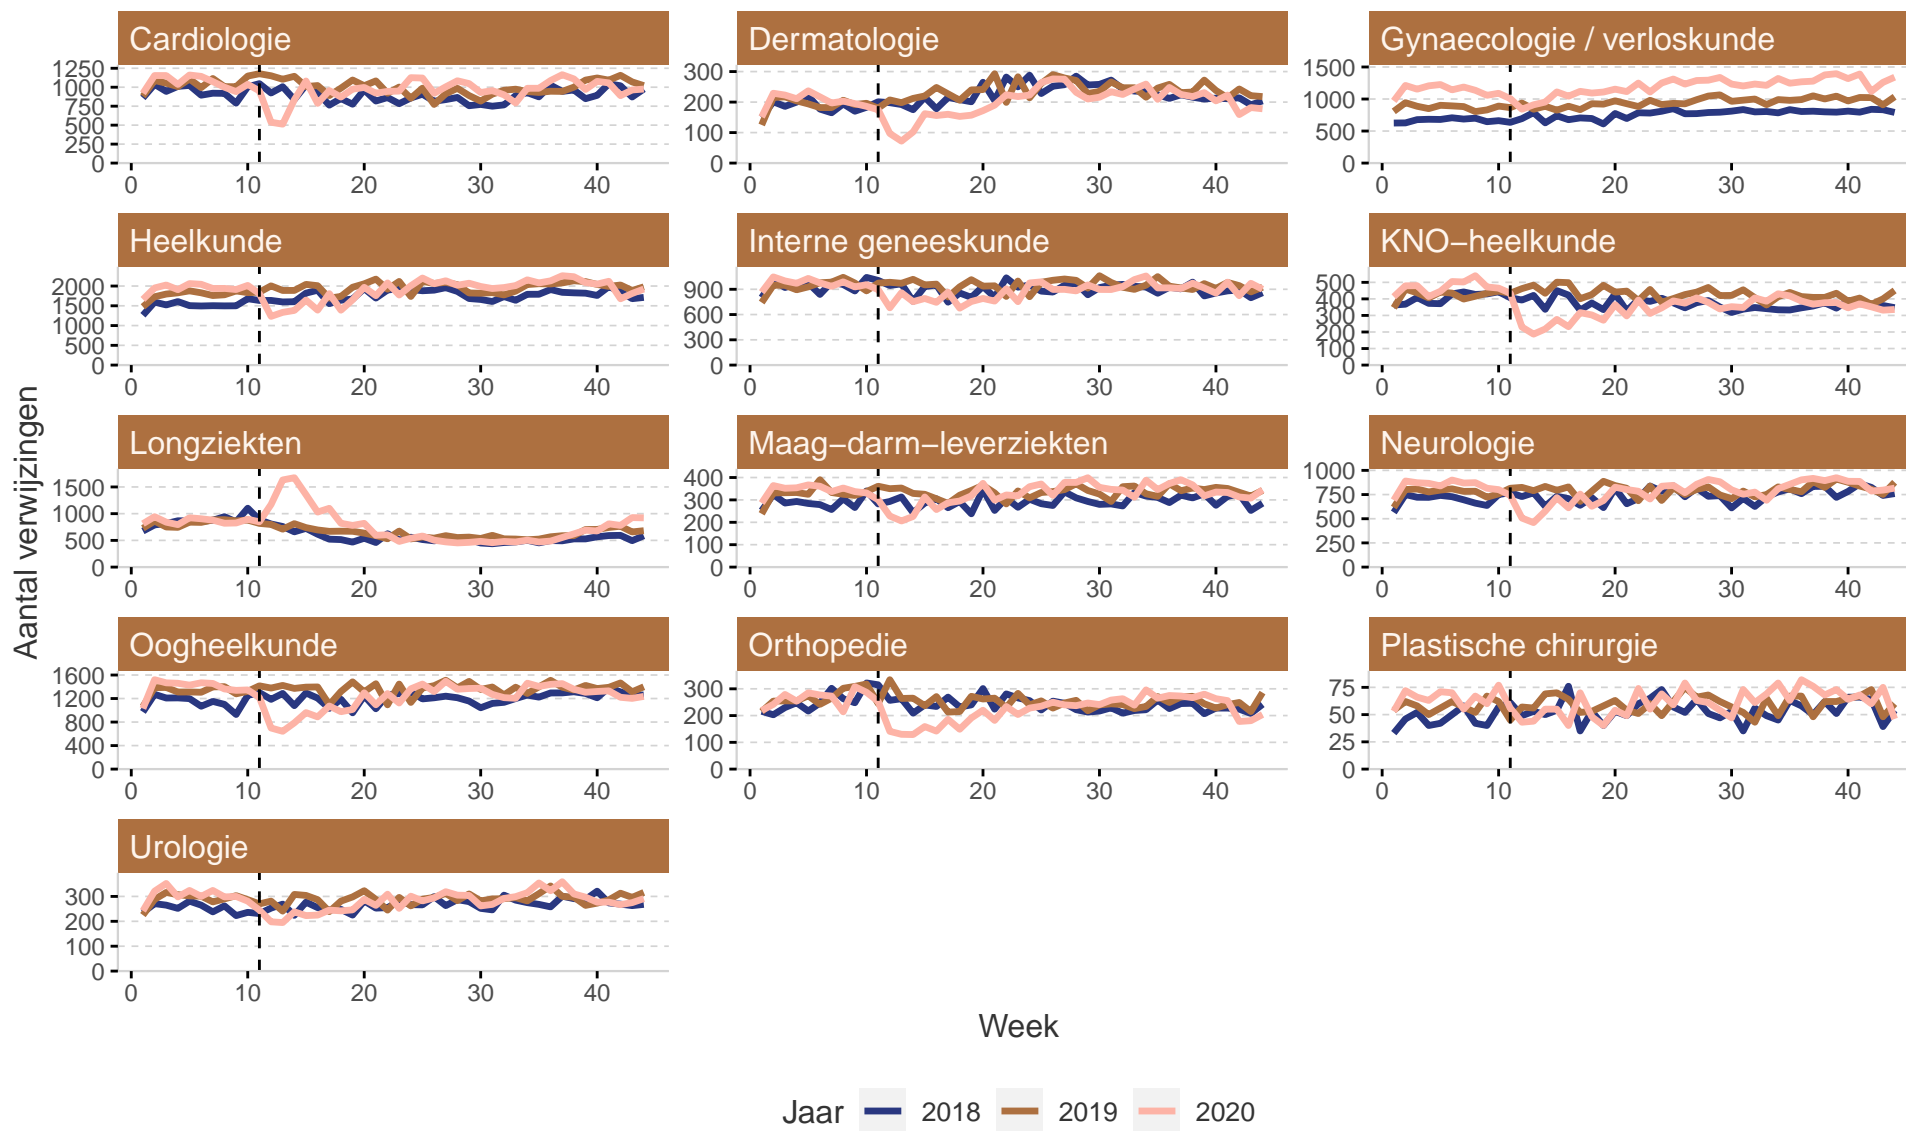 Cardiologie
Dermatologie
Gynaecologie / verloskunde
1250
1000
750
500
250
0
0 10 20 30 40
300
200
100
0
0 10 20 30 40
1500
1000
500
0
0 10 20 30 40
Heelkunde
Interne geneeskunde
KNO−heelkunde
2000
1500
1000
500
0
0 10 20 30 40
900
600
300
0
0 10 20 30 40
500
400
300
200
100
0
0 10 20 30 40
Longziekten
Maag−darm−leverziekten
Neurologie
1500
1000
500
0
0 10 20 30 40
400
300
200
100
0
0 10 20 30 40
1000
750
500
250
0
0 10 20 30 40
Oogheelkunde
Orthopedie
Plastische chirurgie
1600
1200
800
400
0
0 10 20 30 40
300
200
100
0
0 10 20 30 40
75
50
25
0
0 10 20 30 40
Urologie
300
200
100
0
0 10 20 30 40
Aantal verwijzingen
Week
Jaar 2018 2019 2020